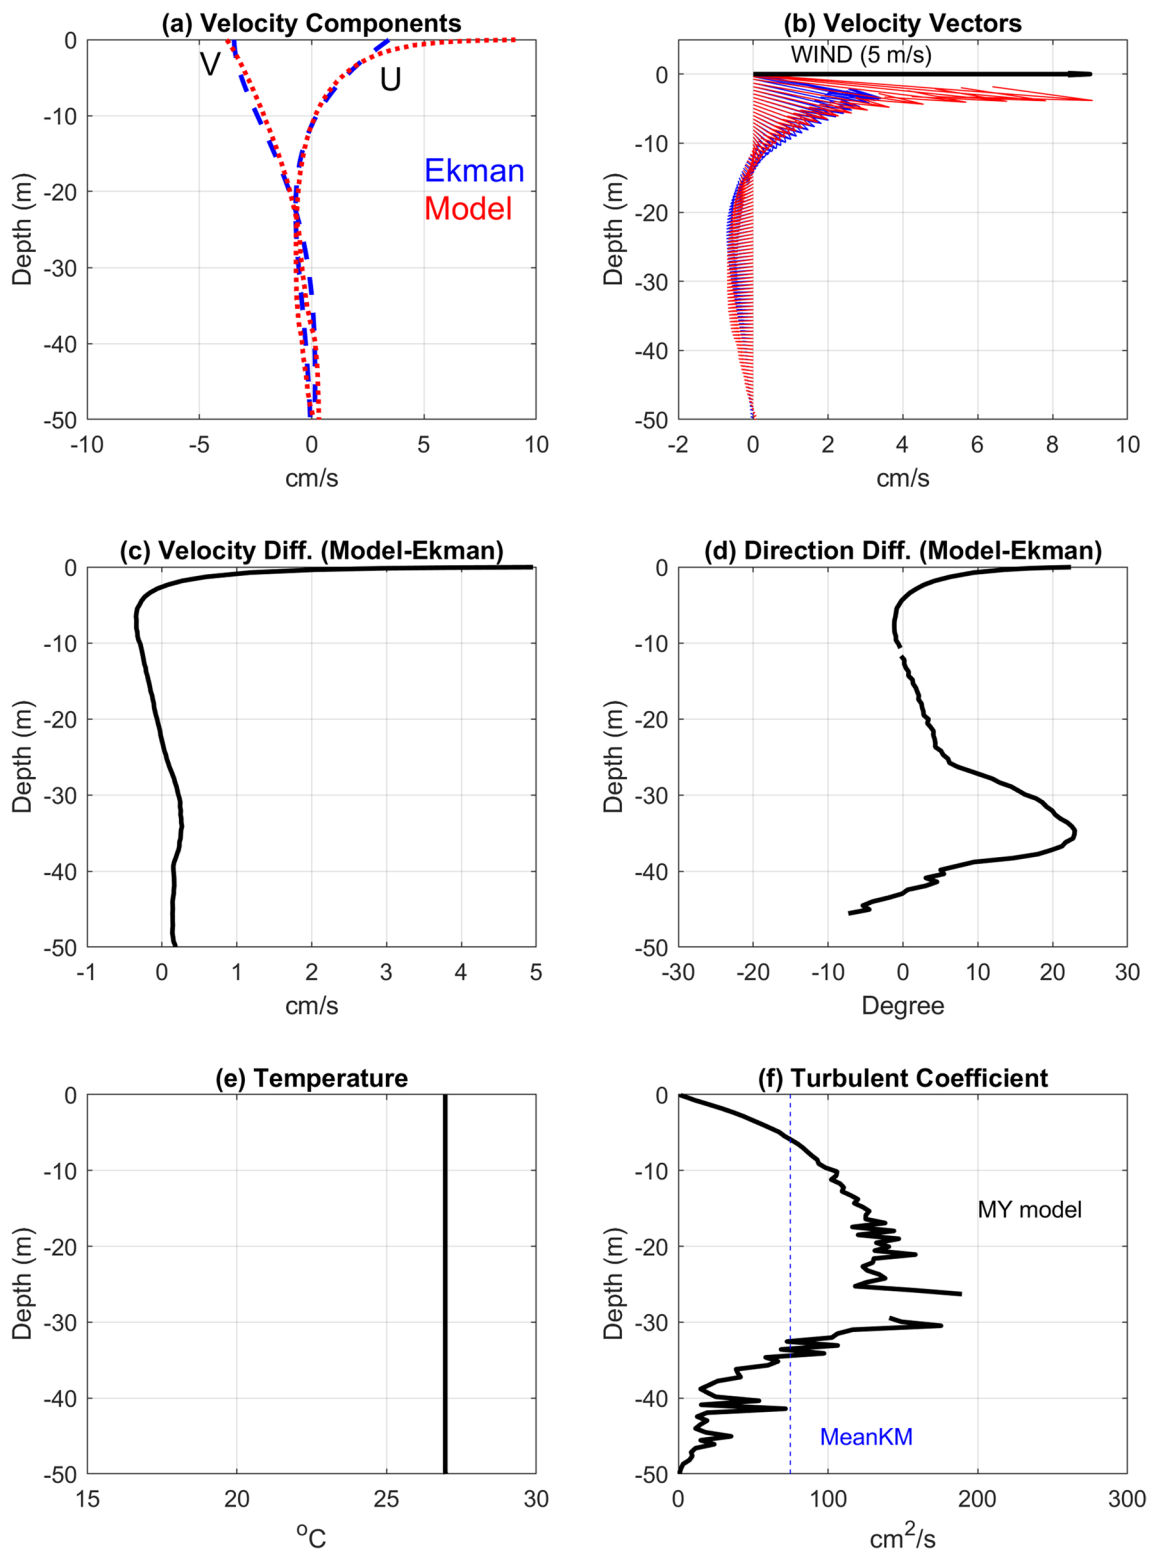 (a) Velocity Components
0
-10
-20
-30
-40
-50
Depth (m)
V
U
Ekman
Model
-10 -5 0 5 10
cm/s
(b) Velocity Vectors
WIND (5 m/s)
0
-10
-20
-30
-40
-50
Depth (m)
-2 0 2 4 6 8 10
cm/s
(c) Velocity Diff. (Model-Ekman)
0
-10
-20
-30
-40
-50
Depth (m)
-1 0 1 2 3 4 5
cm/s
(d) Direction Diff. (Model-Ekman)
0
-10
-20
-30
-40
-50
Depth (m)
-30 -20 -10 0 10 20 30
Degree
(e) Temperature
0
-10
-20
-30
-40
-50
Depth (m)
15 20 25 30
°C
(f) Turbulent Coefficient
0
-10
-20
-30
-40
-50
Depth (m)
MY model
MeanKM
0 100 200 300
cm²/s